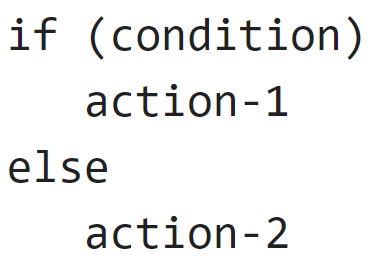 if (condition)
   action-1
else
   action-2